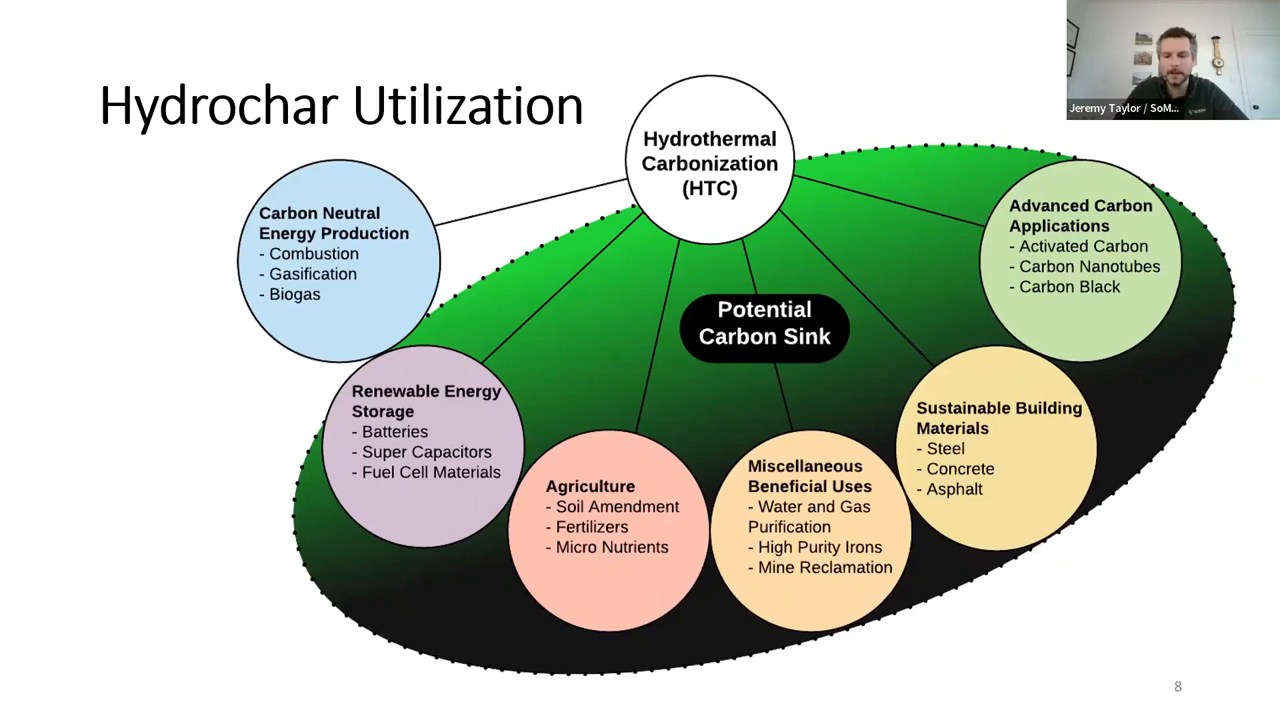 Hydrochar Utilization
Jeremy Taylor / SoM...
Hydrothermal
Carbonization
(HTC)
Carbon Neutral
Energy Production
- Combustion
- Gasification
- Biogas
Renewable Energy
Storage
- Batteries
- Super Capacitors
- Fuel Cell Materials
Agriculture
- Soil Amendment
- Fertilizers
- Micro Nutrients
Potential
Carbon Sink
Miscellaneous
Beneficial Uses
- Water and Gas
Purification
- High Purity Irons
- Mine Reclamation
Sustainable Building
Materials
- Steel
- Concrete
- Asphalt
Advanced Carbon
Applications
- Activated Carbon
- Carbon Nanotubes
- Carbon Black
8